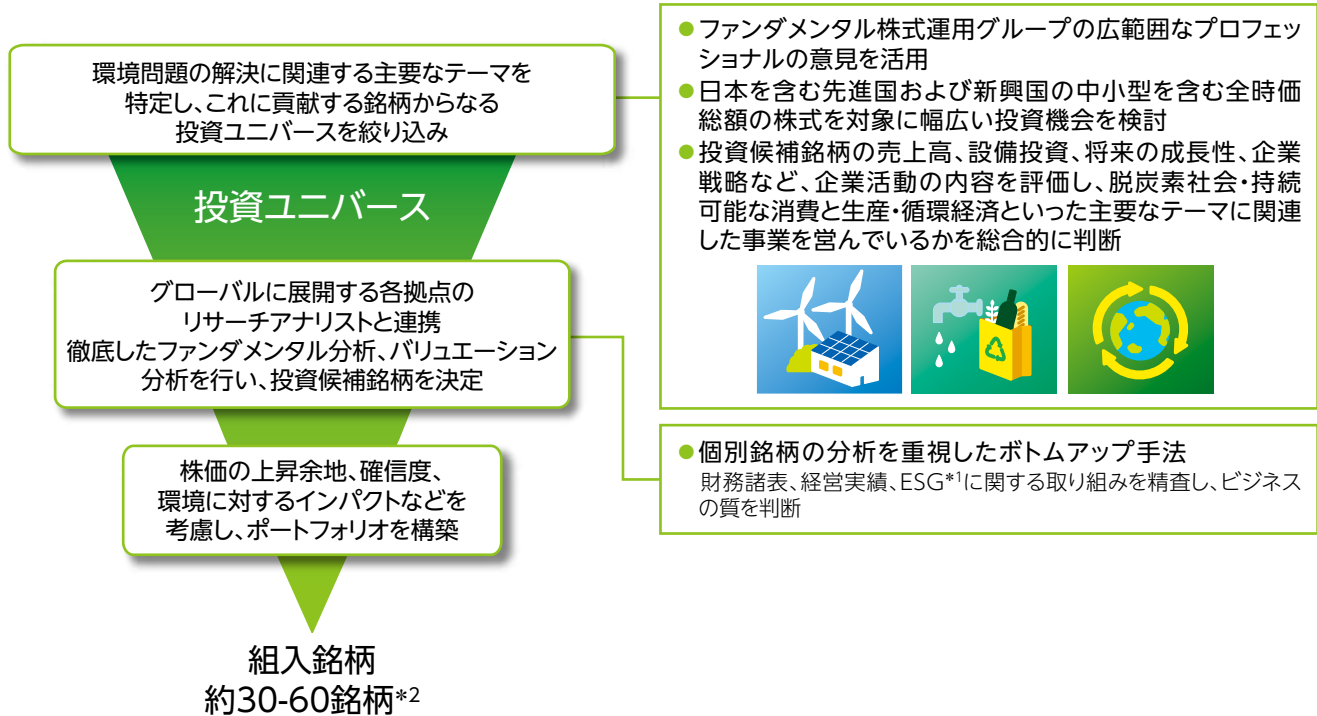 環境問題の解決に関連する主要なテーマを
特定し、これに貢献する銘柄からなる
投資ユニバースを絞り込み
●ファンダメンタル株式運用グループの広範囲なプロフェッ
ショナルの意見を活用
●日本を含む先進国および新興国の中小型を含む全時価
総額の株式を対象に幅広い投資機会を検討
●投資候補銘柄の売上高、設備投資、将来の成長性、企業
戦略など、企業活動の内容を評価し、脱炭素社会・持続
可能な消費と生産・循環経済といった主要なテーマに関連
した事業を営んでいるかを総合的に判断
投資ユニバース
グローバルに展開する各拠点の
リサーチアナリストと連携
徹底したファンダメンタル分析、バリュエーション
分析を行い、投資候補銘柄を決定
●個別銘柄の分析を重視したボトムアップ手法
財務諸表、経営実績、ESG*1に関する取り組みを精査し、ビジネス
の質を判断
株価の上昇余地、確信度、
環境に対するインパクトなどを
考慮し、ポートフォリオを構築
組入銘柄
約30-60銘柄*2